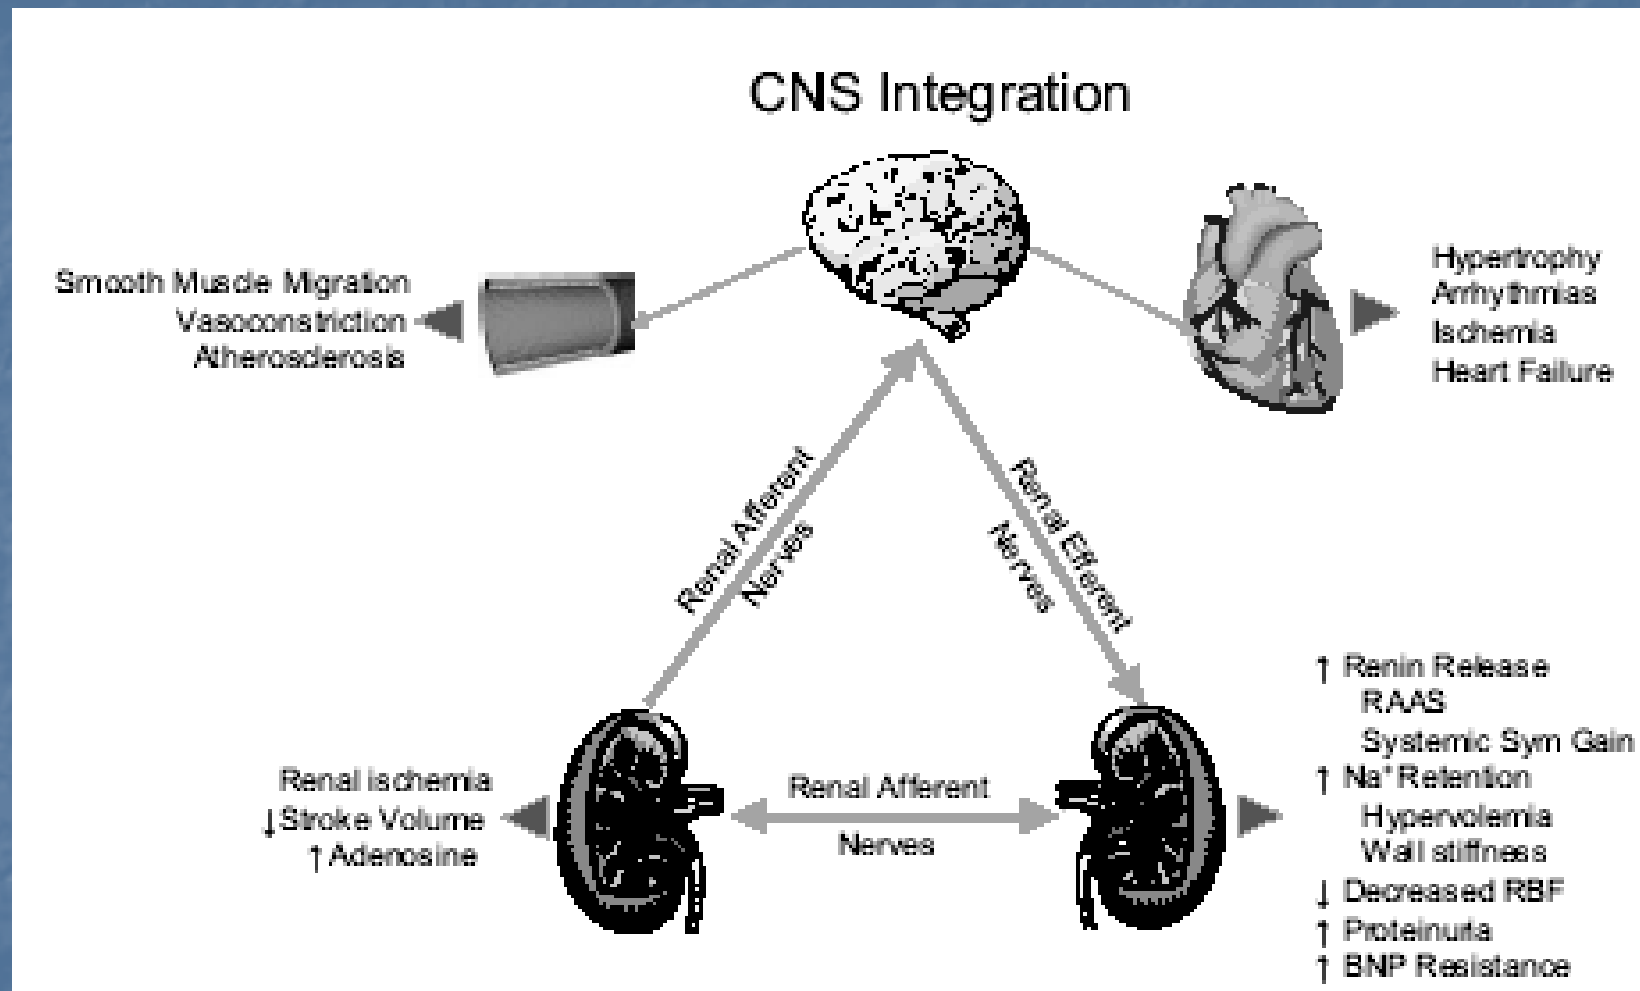 CNS Integration
Smooth Muscle Migration
Vasoconstriction
Atherosclerosis
Hypertrophy
Arrhythmias
Ischemia
Heart Failure
Renal Afferent
Nerves
Renal Efferent
Nerves
Renal ischemia
↓Stroke Volume
↑Adenosine
Renal Afferent
Nerves
↑ Renin Release
RAAS
Systemic Sym Gain
↑ Na⁺ Retention
Hypervolemia
Wall stiffness
↓ Decreased RBF
↑ Proteinuria
↑ BNP Resistance